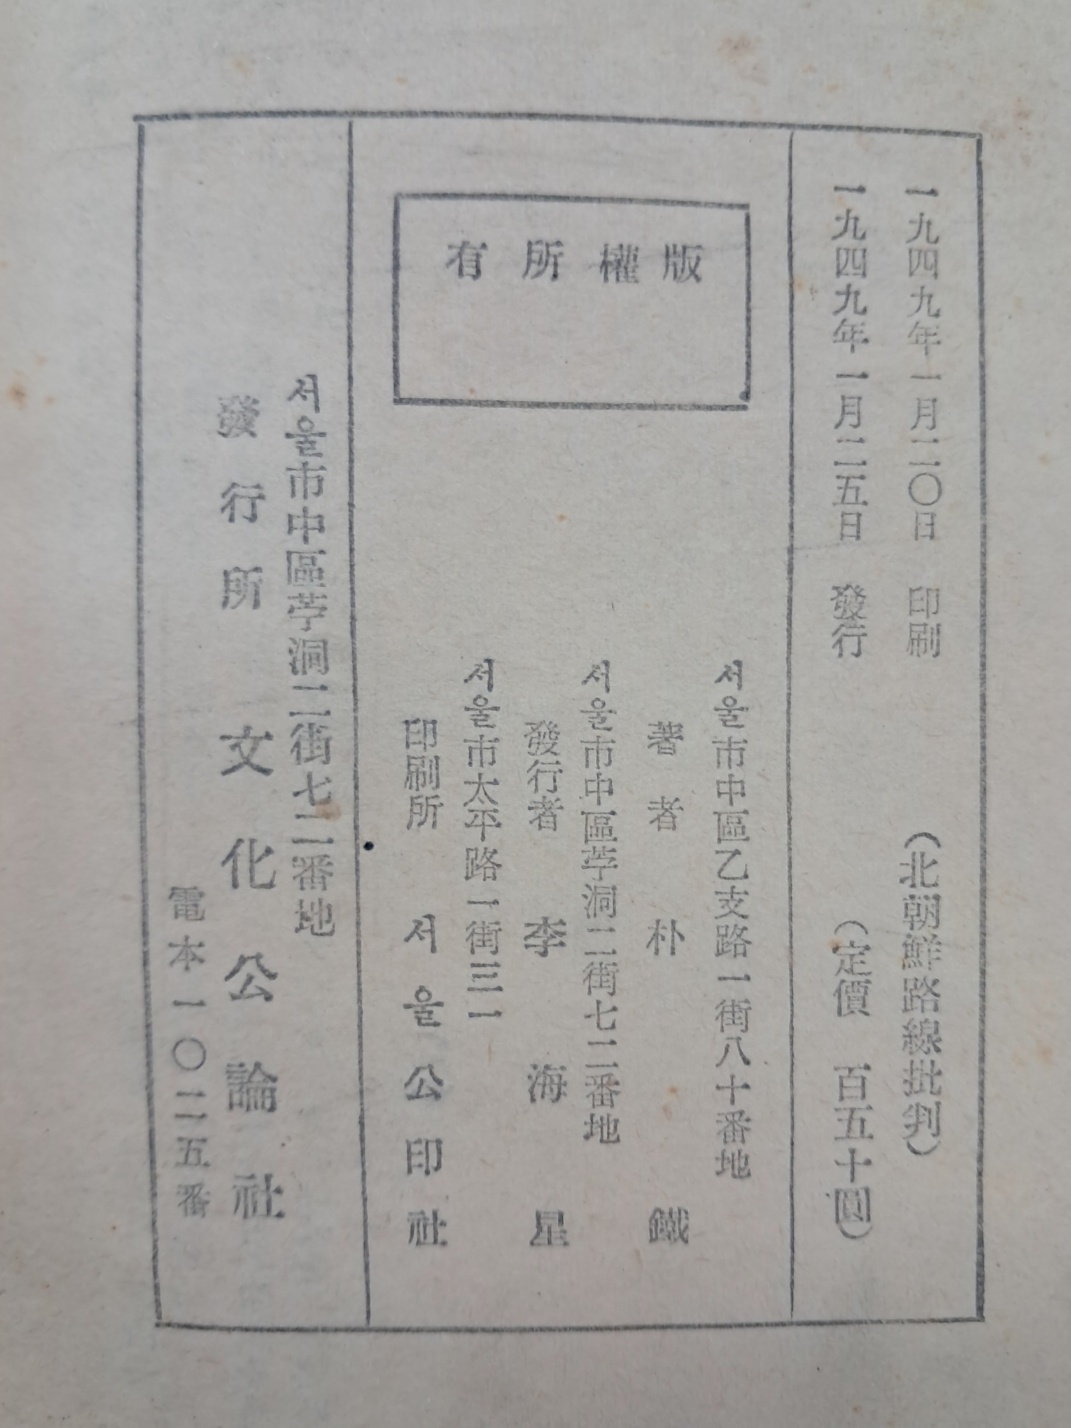 一九四九年一月二〇日 印刷 (北朝鮮路線批判)
一九四九年一月二五日 發行 (定價 百五十圓)
版權所有
서울市中區乙支路一街八十番地
著者 朴鐵
서울市中區苧洞二街七二番地
發行者 李海星
서울市太平路一街三一
印刷所 서울公印社
서울市中區苧洞二街七二番地
發行所 文化公論社
電本一〇二五番